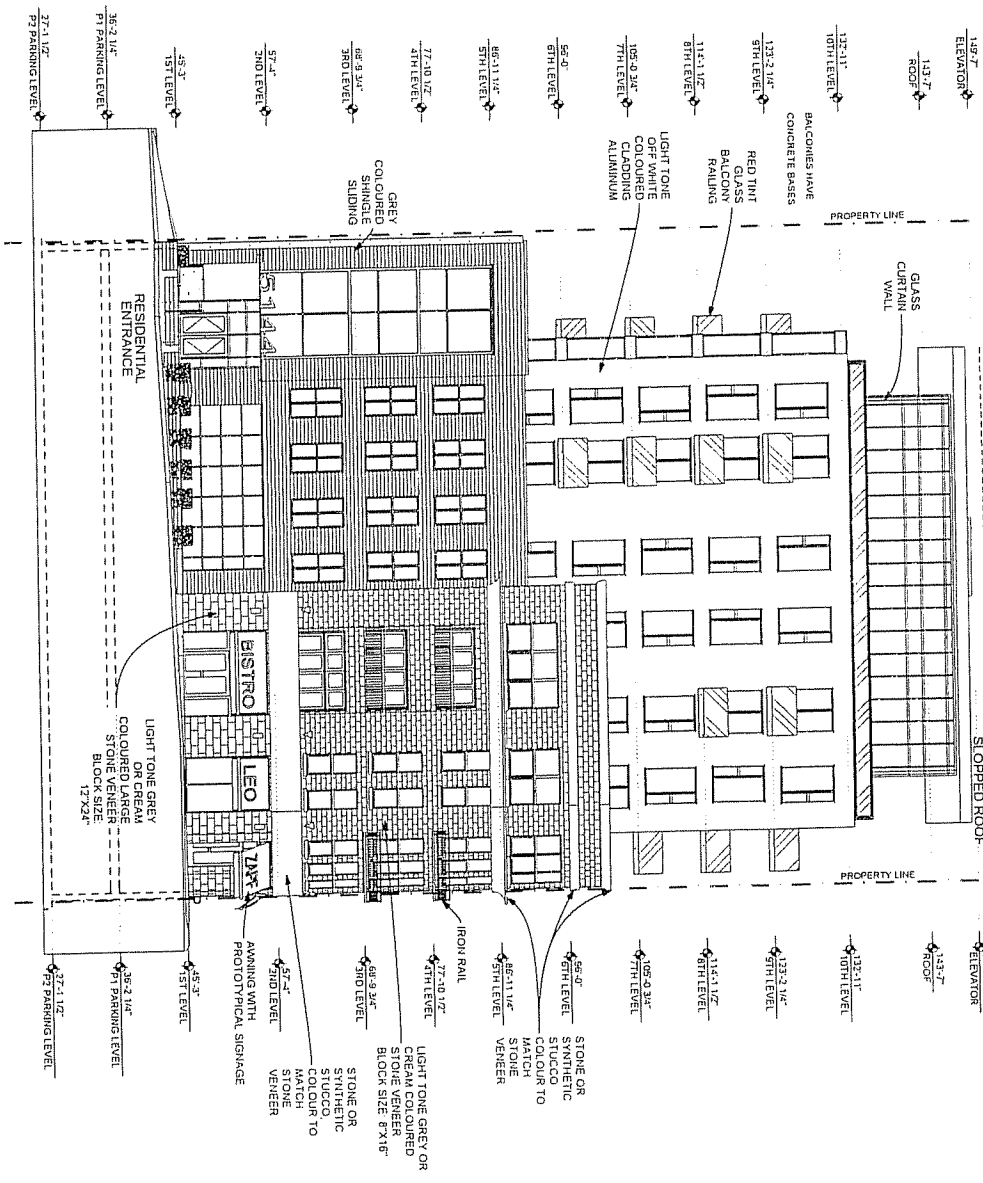 149'-7"
ELEVATOR
143'-7"
ROOF
132'-11"
10TH LEVEL
123'-2 1/4"
9TH LEVEL
114'-1 1/2"
8TH LEVEL
105'-0 3/4"
7TH LEVEL
96'-0"
6TH LEVEL
86'-11 1/4"
5TH LEVEL
77'-10 1/2"
4TH LEVEL
68'-9 3/4"
3RD LEVEL
57'-4"
2ND LEVEL
45'-3"
1ST LEVEL
36'-2 1/4"
P1 PARKING LEVEL
27'-1 1/2"
P2 PARKING LEVEL
BALCONIES HAVE
CONCRETE BASES
RED TINT
GLASS
BALCONY
RAILING
LIGHT TONE
OFF WHITE
COLOURED
CLADDING
ALUMINUM
GREY
COLOURED
SHINGLE
SLIDING
PROPERTY LINE
GLASS
CURTAIN
WALL
SLOPPED ROOF
5144
RESIDENTIAL
ENTRANCE
BISTRO
LEO
LIGHT TONE GREY
OR CREAM
COLOURED LARGE
STONE VENEER
BLOCK SIZE:
12"X24"
PROPERTY LINE
ELEVATOR
143'-7"
ROOF
132'-11"
10TH LEVEL
123'-2 1/4"
9TH LEVEL
114'-1 1/2"
8TH LEVEL
105'-0 3/4"
7TH LEVEL
96'-0"
6TH LEVEL
86'-11 1/4"
5TH LEVEL
77'-10 1/2"
4TH LEVEL
68'-9 3/4"
3RD LEVEL
57'-4"
2ND LEVEL
45'-3"
1ST LEVEL
36'-2 1/4"
P1 PARKING LEVEL
27'-1 1/2"
P2 PARKING LEVEL
STONE OR
SYNTHETIC
STUCCO
COLOUR TO
MATCH
STONE
VENEER
IRON RAIL
LIGHT TONE GREY OR
CREAM COLOURED
STONE VENEER
BLOCK SIZE: 8"X16"
STONE OR
SYNTHETIC
STUCCO,
COLOUR TO
MATCH
STONE
VENEER
AWNING WITH
PROTOTYPICAL SIGNAGE